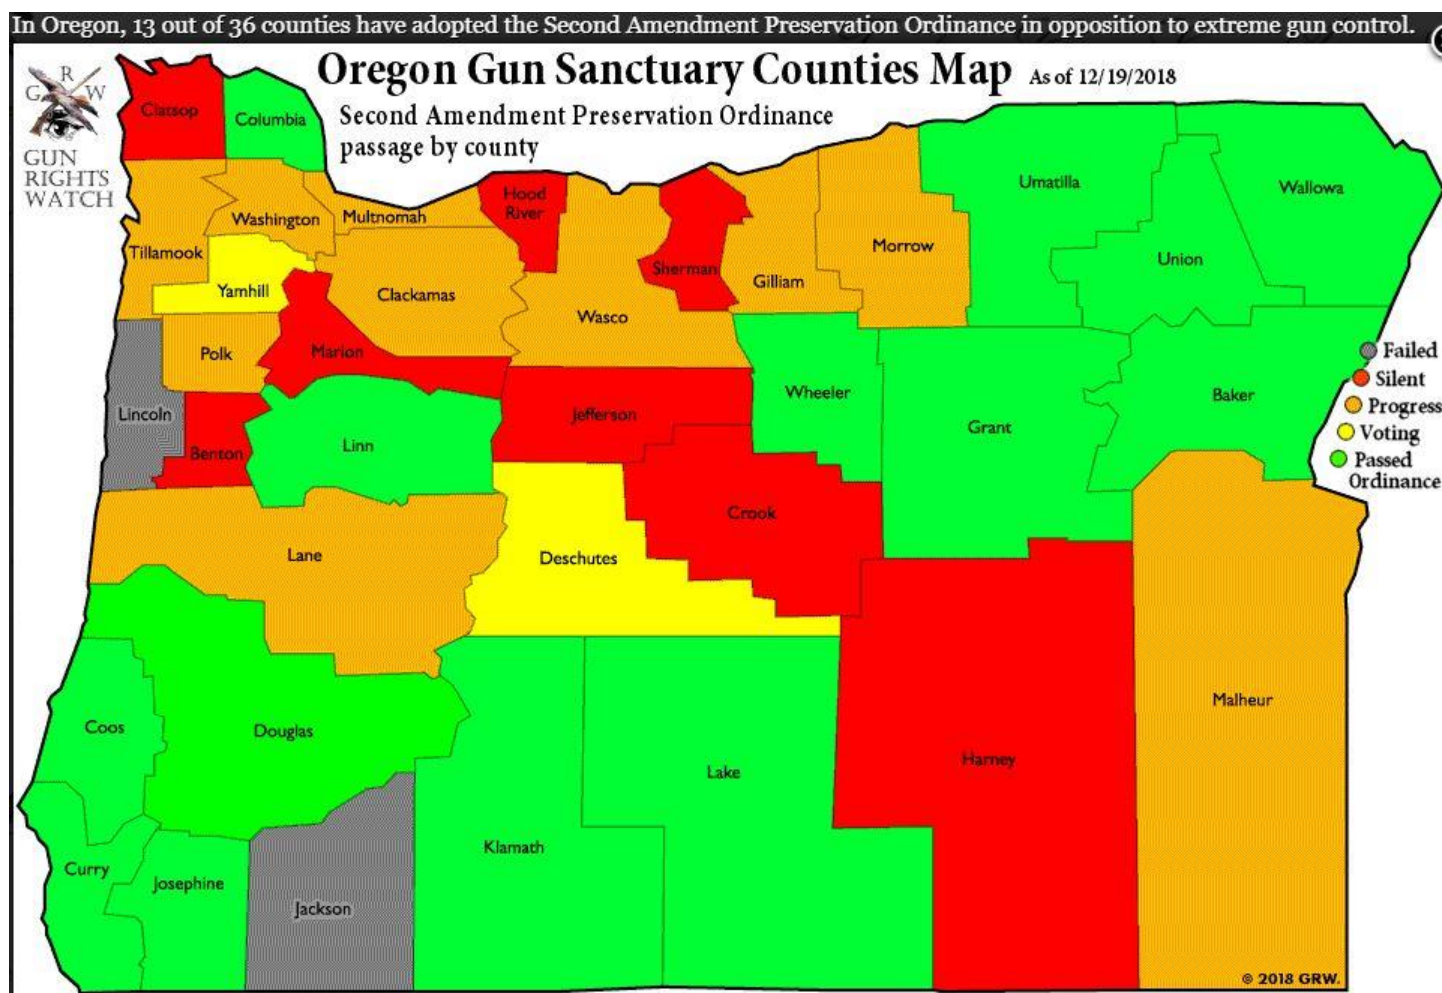 In Oregon, 13 out of 36 counties have adopted the Second Amendment Preservation Ordinance in opposition to extreme gun control.
Oregon Gun Sanctuary Counties Map As of 12/19/2018
Second Amendment Preservation Ordinance
passage by county
G R W
GUN
RIGHTS
WATCH
Clatsop
Columbia
Hood
River
Umatilla
Wallowa
Washington
Multnomah
Tillamook
Sherman
Morrow
Union
Yamhill
Clackamas
Gilliam
Wasco
Polk
Marion
Wheeler
Baker
Lincoln
Jefferson
Grant
Benton
Linn
Failed
Silent
Progress
Voting
Passed
Ordinance
Crook
Lane
Deschutes
Malheur
Coos
Douglas
Harney
Lake
Klamath
Curry
Josephine
Jackson
© 2018 GRW.